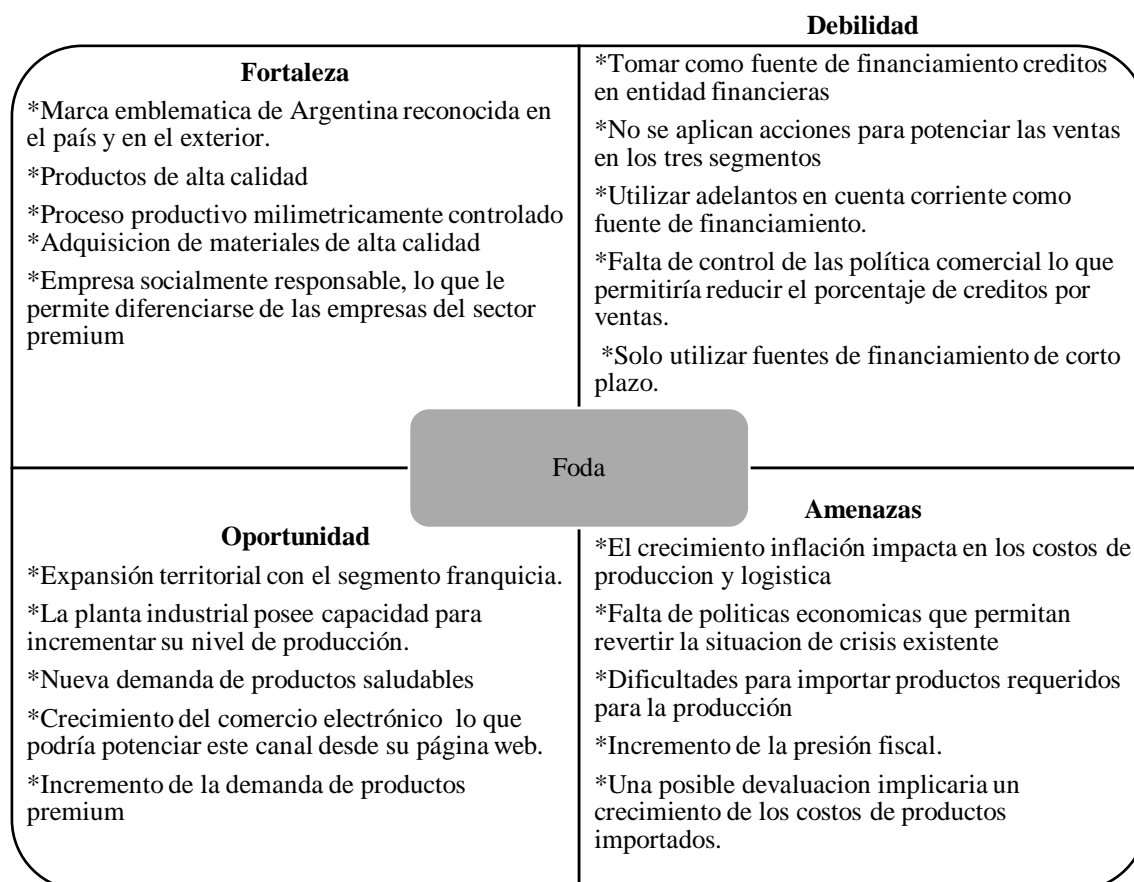 Fortaleza
*Marca emblematica de Argentina reconocida en
el país y en el exterior.
*Productos de alta calidad
*Proceso productivo milimetricamente controlado
*Adquisicion de materiales de alta calidad
*Empresa socialmente responsable, lo que le
permite diferenciarse de las empresas del sector
premium
Debilidad
*Tomar como fuente de financiamiento creditos
en entidad financieras
*No se aplican acciones para potenciar las ventas
en los tres segmentos
*Utilizar adelantos en cuenta corriente como
fuente de financiamiento.
*Falta de control de las política comercial lo que
permitiría reducir el porcentaje de creditos por
ventas.
*Solo utilizar fuentes de financiamiento de corto
plazo.
Foda
Oportunidad
*Expansión territorial con el segmento franquicia.
*La planta industrial posee capacidad para
incrementar su nivel de producción.
*Nueva demanda de productos saludables
*Crecimiento del comercio electrónico lo que
podría potenciar este canal desde su página web.
*Incremento de la demanda de productos
premium
Amenazas
*El crecimiento inflación impacta en los costos de
produccion y logistica
*Falta de politicas economicas que permitan
revertir la situacion de crisis existente
*Dificultades para importar productos requeridos
para la producción
*Incremento de la presión fiscal.
*Una posible devaluacion implicaria un
crecimiento de los costos de productos
importados.